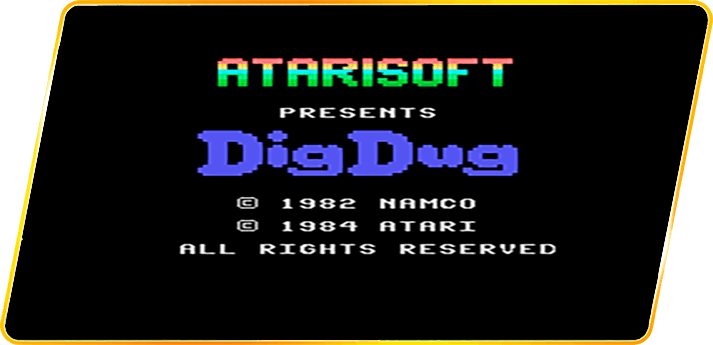 ATARISOFT
PRESENTS
DigDug
© 1982 NAMCO
© 1984 ATARI
ALL RIGHTS RESERVED